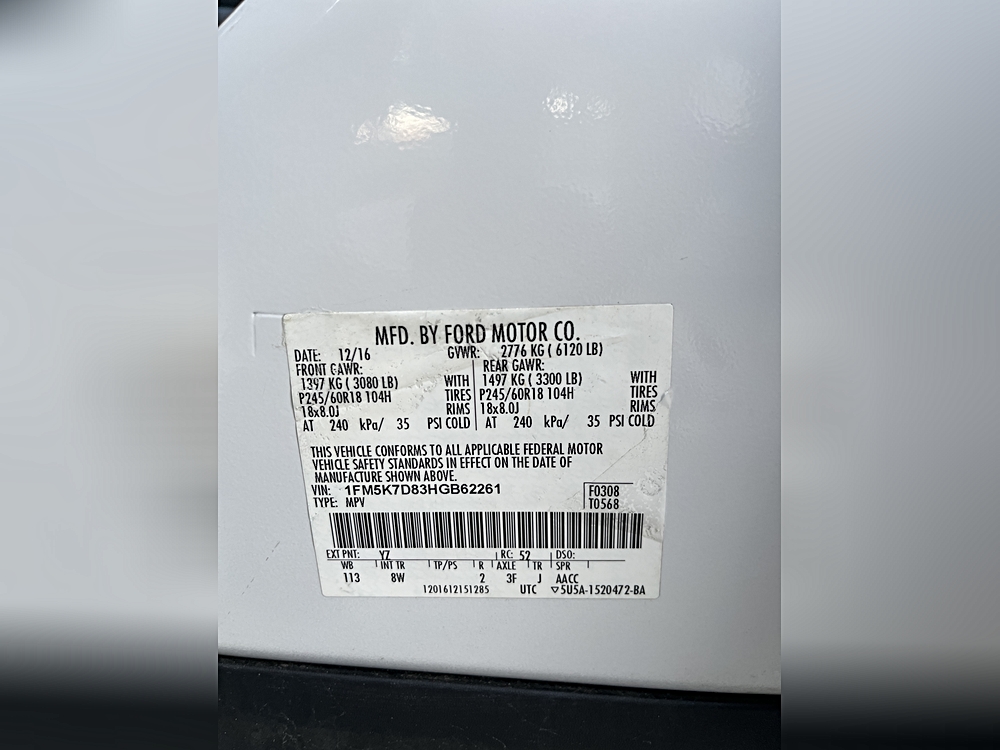 MFD. BY FORD MOTOR CO.
DATE: 12/16 GVWR: 2776 KG ( 6120 LB)
FRONT GAWR: REAR GAWR:
1397 KG ( 3080 LB) WITH 1497 KG ( 3300 LB) WITH
P245/60R18 104H TIRES P245/60R18 104H TIRES
18x8.0J RIMS 18x8.0J RIMS
AT 240 kPa/ 35 PSI COLD AT 240 kPa/ 35 PSI COLD
THIS VEHICLE CONFORMS TO ALL APPLICABLE FEDERAL MOTOR
VEHICLE SAFETY STANDARDS IN EFFECT ON THE DATE OF
MANUFACTURE SHOWN ABOVE.
VIN: 1FM5K7D83HGB62261 F0308
TYPE: MPV T0568
EXT PNT: YZ RC: 52 DSO:
WB INT TR TP/PS R AXLE TR SPR
113 8W 2 3F J AACC
1201612151285 UTC ▽5U5A-1520472-BA